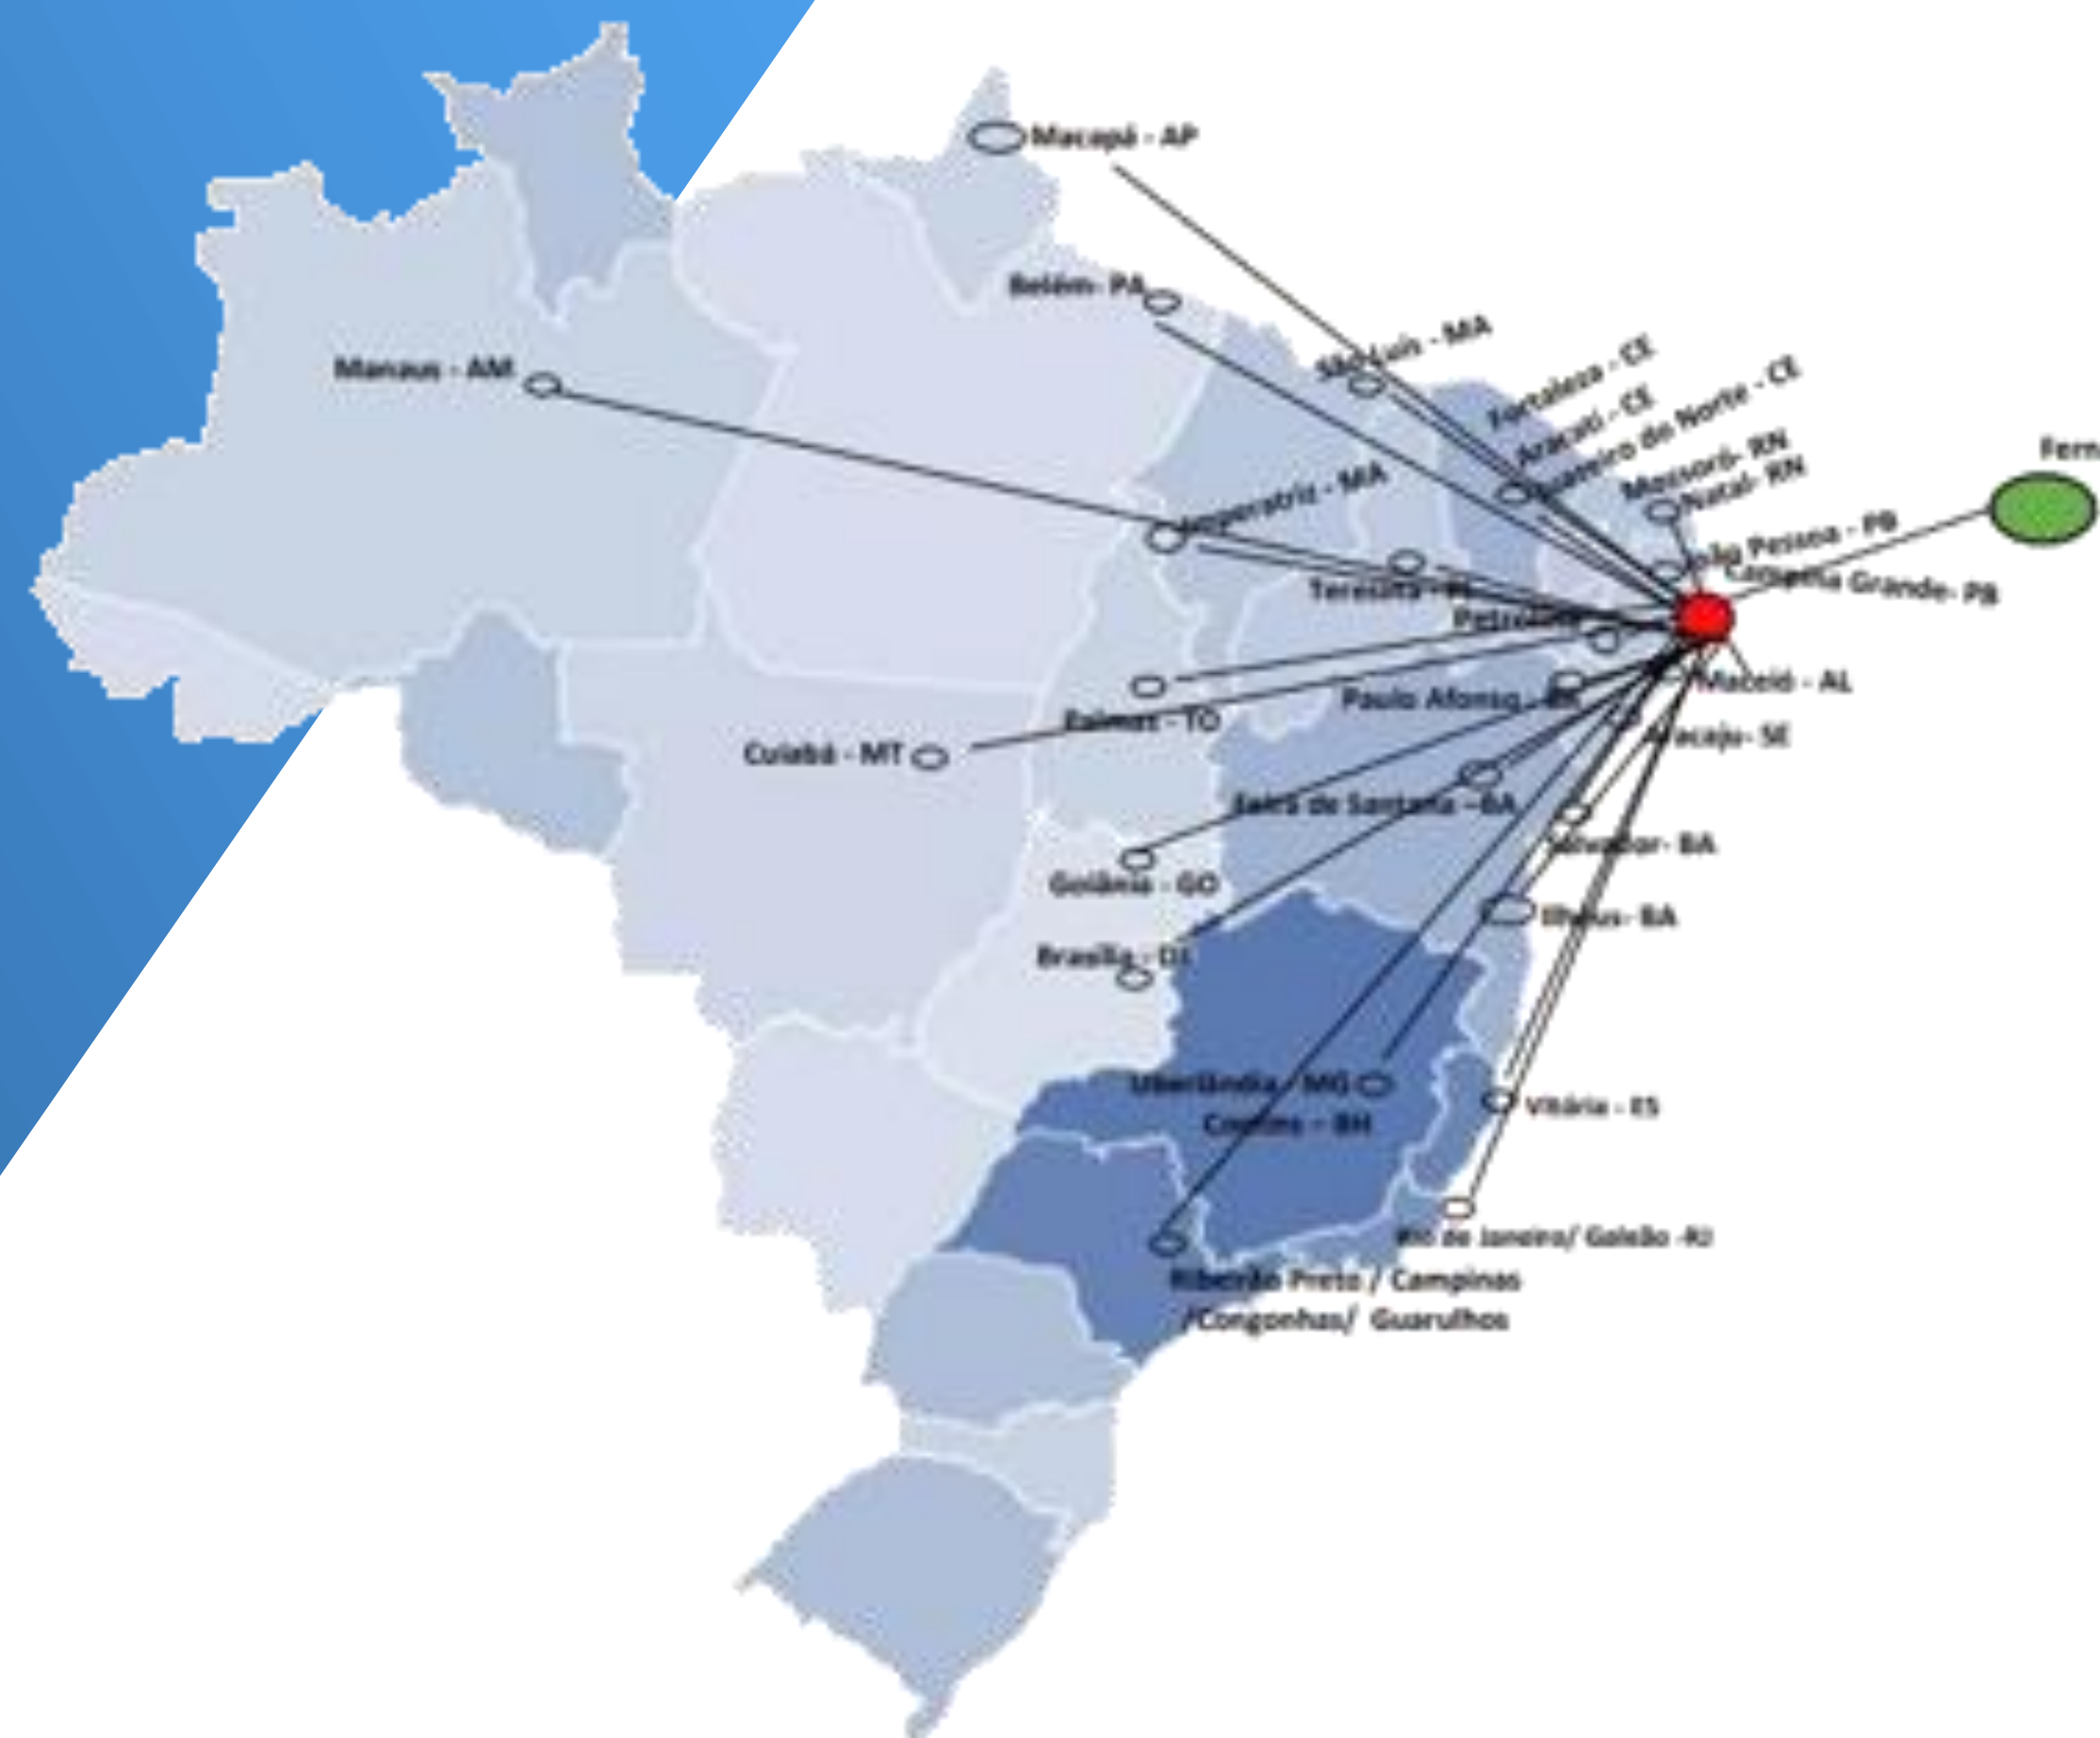 Macapá - AP
Belém- PA
São Luís - MA
Manaus - AM
Fortaleza - CE
Aracati - CE
Juazeiro do Norte - CE
Mossoró- RN
Natal- RN
Fern
Imperatriz - MA
João Pessoa - PB
Campina Grande- PB
Teresina - PI
Paulo Afonso - BA
Maceió - AL
Palmas - TO
Aracaju- SE
Cuiabá - MT
Feira de Santana –BA
Salvador- BA
Goiânia - GO
Ilhéus- BA
Brasília - DF
Uberlândia - MG
Confins – BH
Vitória - ES
Rio de Janeiro/ Galeão -RJ
Ribeirão Preto / Campinas
/Congonhas/ Guarulhos